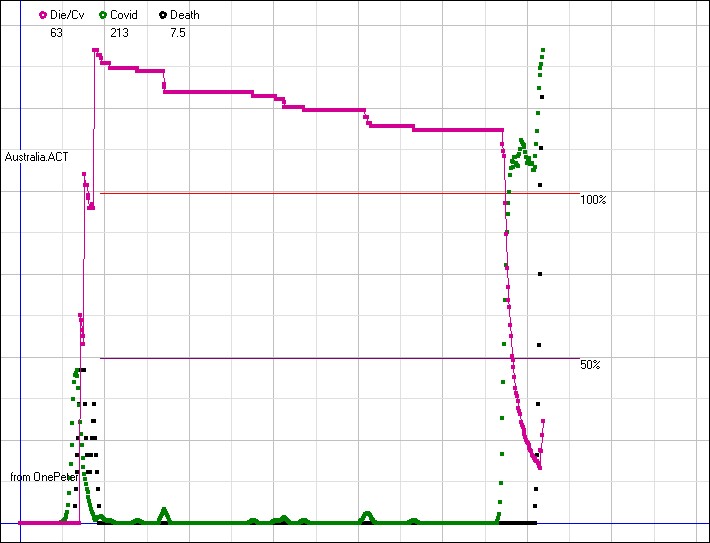 Die/Cv Covid Death
63 213 7.5
Australia.ACT
100%
50%
from OnePeter